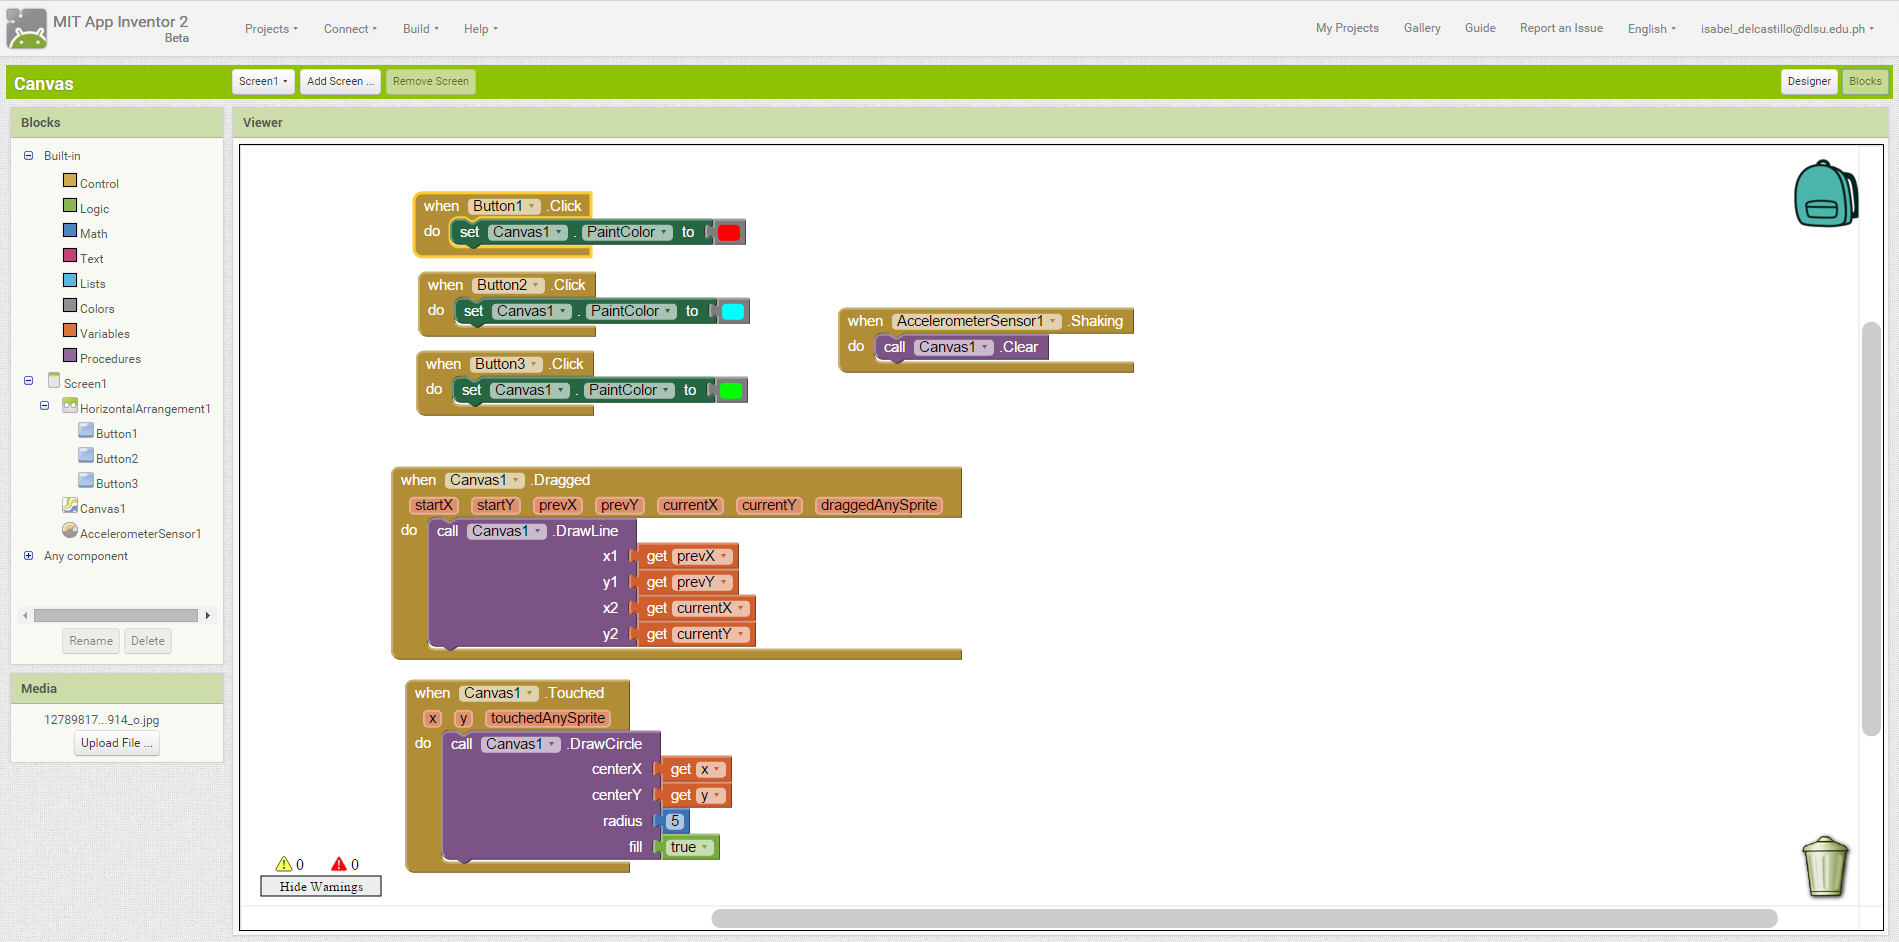 MIT App Inventor 2
Beta
Projects Connect Build Help
My Projects Gallery Guide Report an Issue English isabel_delcastillo@dlsu.edu.ph
Canvas
Screen1 Add Screen ... Remove Screen
Designer Blocks
Blocks
Built-in
Control
Logic
Math
Text
Lists
Colors
Variables
Procedures
Screen1
HorizontalArrangement1
Button1
Button2
Button3
Canvas1
AccelerometerSensor1
Any component
Rename Delete
Media
12789817...914_o.jpg
Upload File ...
Viewer
when Button1 .Click
do set Canvas1 . PaintColor to
when Button2 .Click
do set Canvas1 . PaintColor to
when Button3 .Click
do set Canvas1 . PaintColor to
when AccelerometerSensor1 .Shaking
do call Canvas1 .Clear
when Canvas1 .Dragged
startX startY prevX prevY currentX currentY draggedAnySprite
do call Canvas1 .DrawLine
x1 get prevX
y1 get prevY
x2 get currentX
y2 get currentY
when Canvas1 .Touched
x y touchedAnySprite
do call Canvas1 .DrawCircle
centerX get x
centerY get y
radius 5
fill true
0 0
Hide Warnings